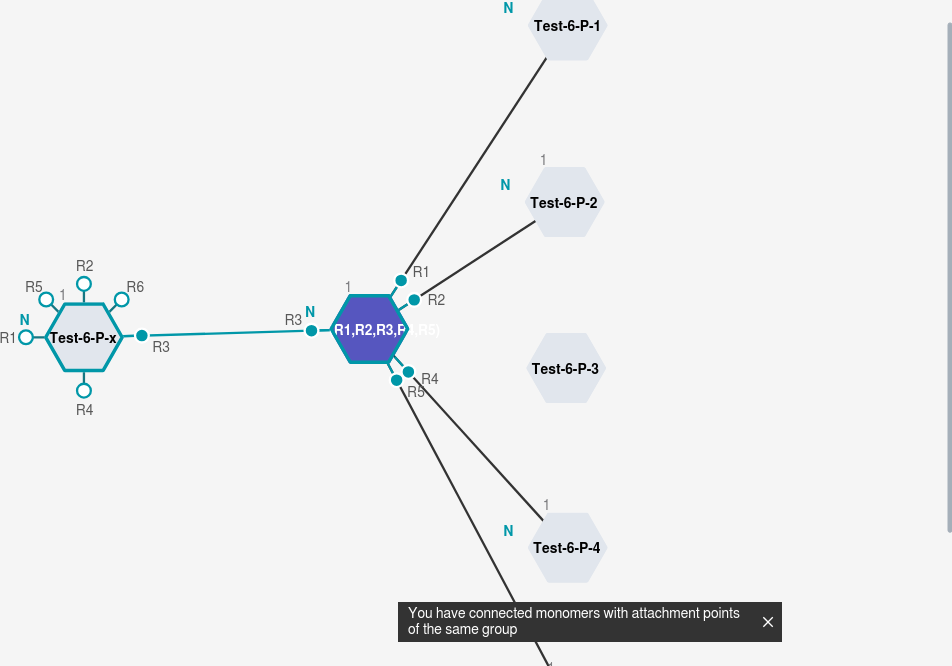 N
Test-6-P-1
1
N
Test-6-P-2
R2
R5
1
R6
N
R1
Test-6-P-x
R3
R4
1
N
R3
R1
R2
R1,R2,R3,R R5)
R4
R5
Test-6-P-3
1
N
Test-6-P-4
You have connected monomers with attachment points
of the same group